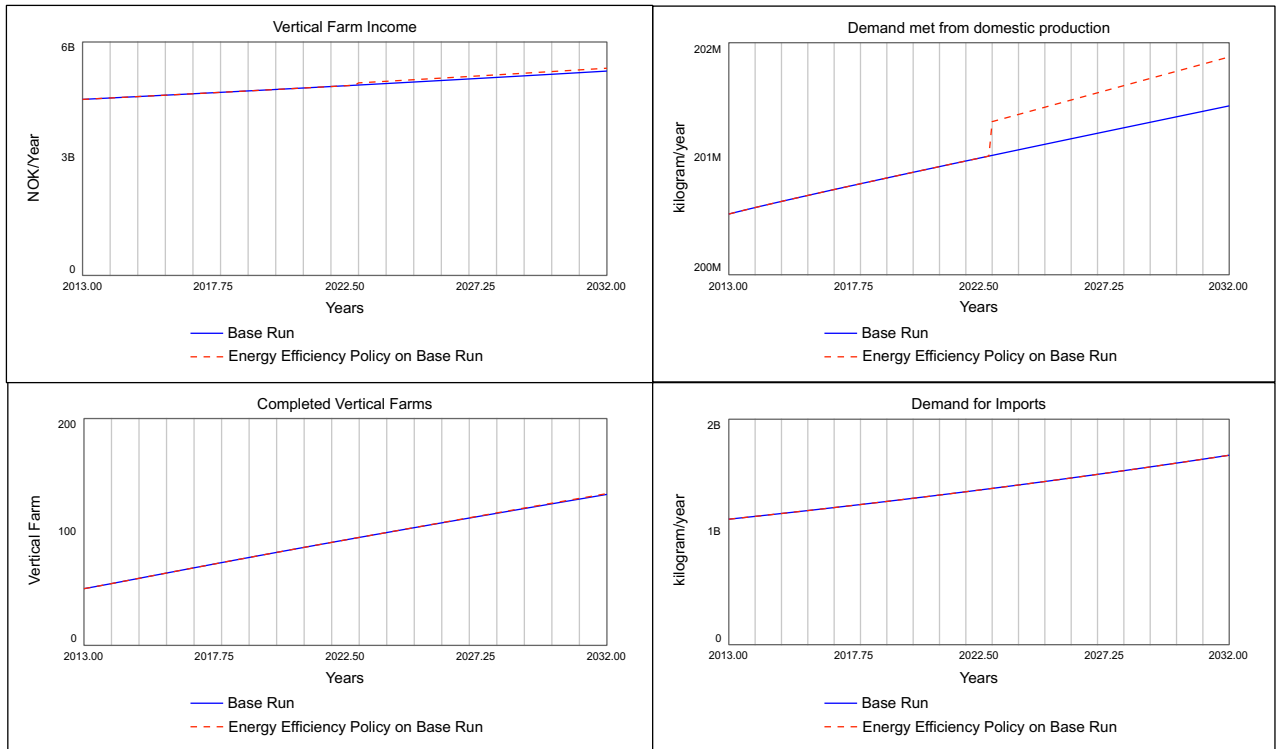 Vertical Farm Income
6B
3B
0
NOK/Year
2013.00 2017.75 2022.50 2027.25 2032.00
Years
Base Run
Energy Efficiency Policy on Base Run
Demand met from domestic production
202M
201M
200M
kilogram/year
2013.00 2017.75 2022.50 2027.25 2032.00
Years
Base Run
Energy Efficiency Policy on Base Run
Completed Vertical Farms
200
100
0
Vertical Farm
2013.00 2017.75 2022.50 2027.25 2032.00
Years
Base Run
Energy Efficiency Policy on Base Run
Demand for Imports
2B
1B
0
kilogram/year
2013.00 2017.75 2022.50 2027.25 2032.00
Years
Base Run
Energy Efficiency Policy on Base Run